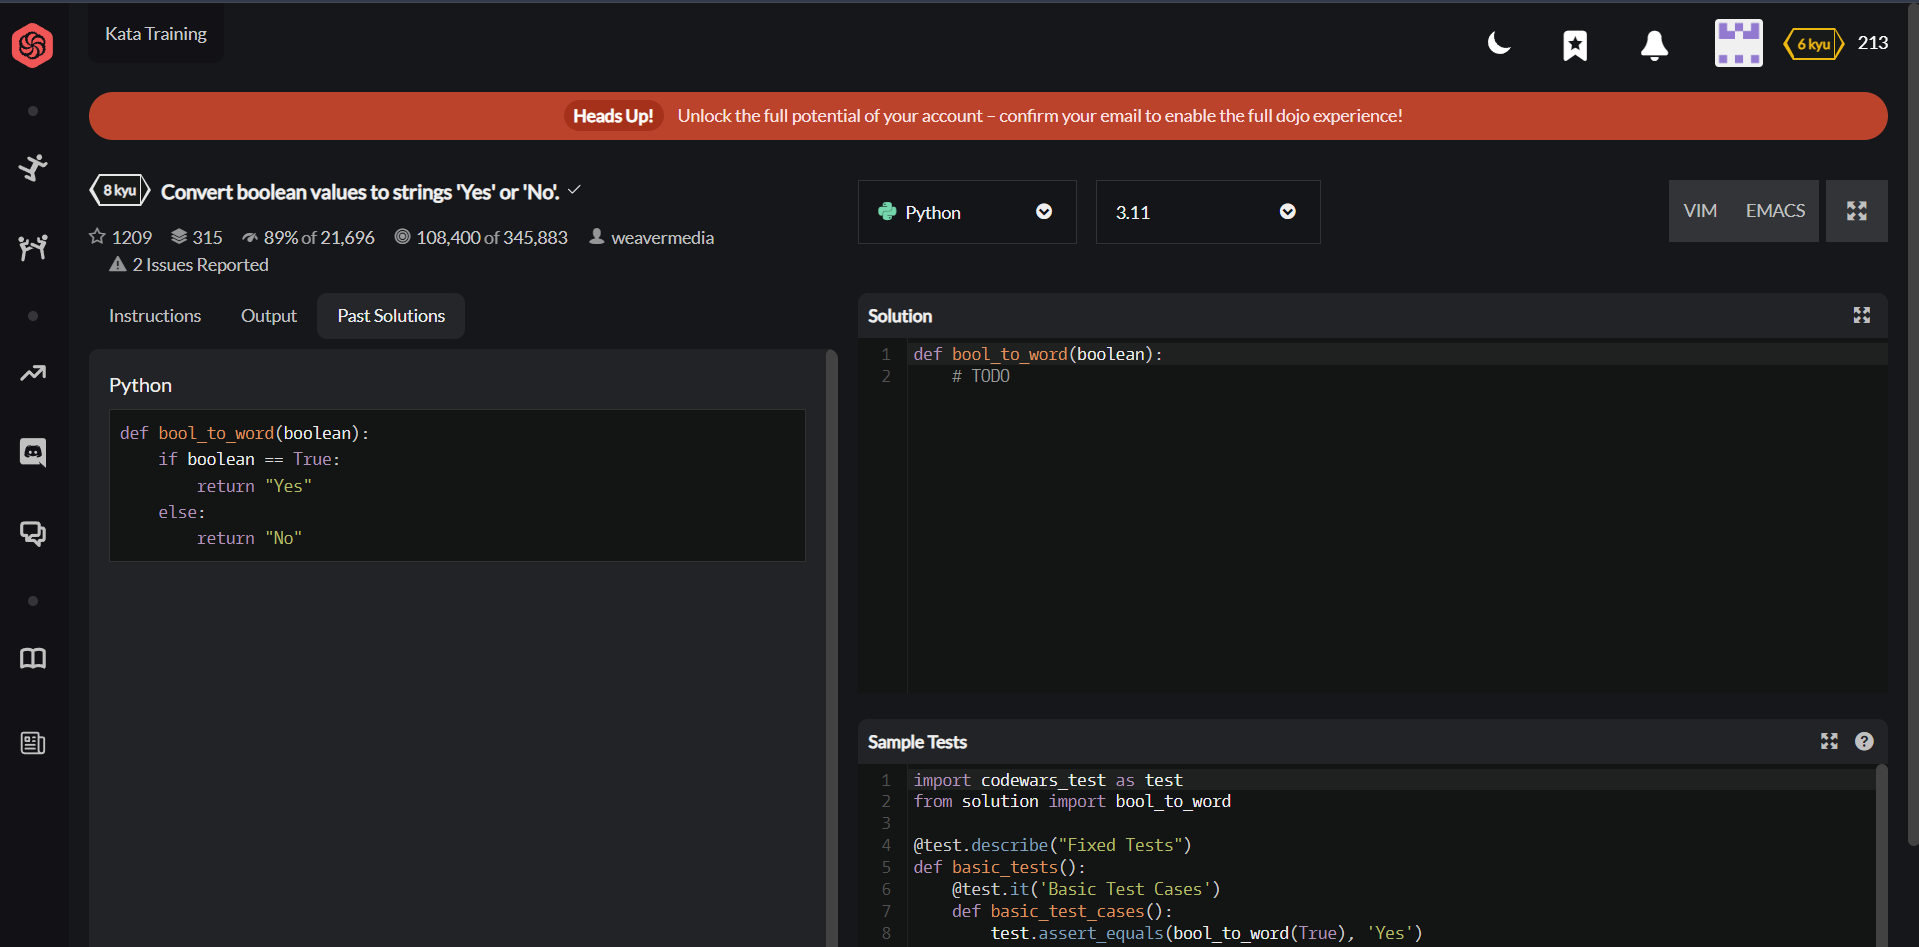 Kata Training
6 kyu 213
Heads Up! Unlock the full potential of your account – confirm your email to enable the full dojo experience!
8 kyu Convert boolean values to strings 'Yes' or 'No'.
1209 315 89% of 21,696 108,400 of 345,883 weavermedia
2 Issues Reported
Python 3.11 VIM EMACS
Instructions Output Past Solutions
Python
def bool_to_word(boolean):
    if boolean == True:
        return "Yes"
    else:
        return "No"
Solution
1 def bool_to_word(boolean):
2     # TODO
Sample Tests
1 import codewars_test as test
2 from solution import bool_to_word
3
4 @test.describe("Fixed Tests")
5 def basic_tests():
6     @test.it('Basic Test Cases')
7     def basic_test_cases():
8         test.assert_equals(bool_to_word(True), 'Yes')